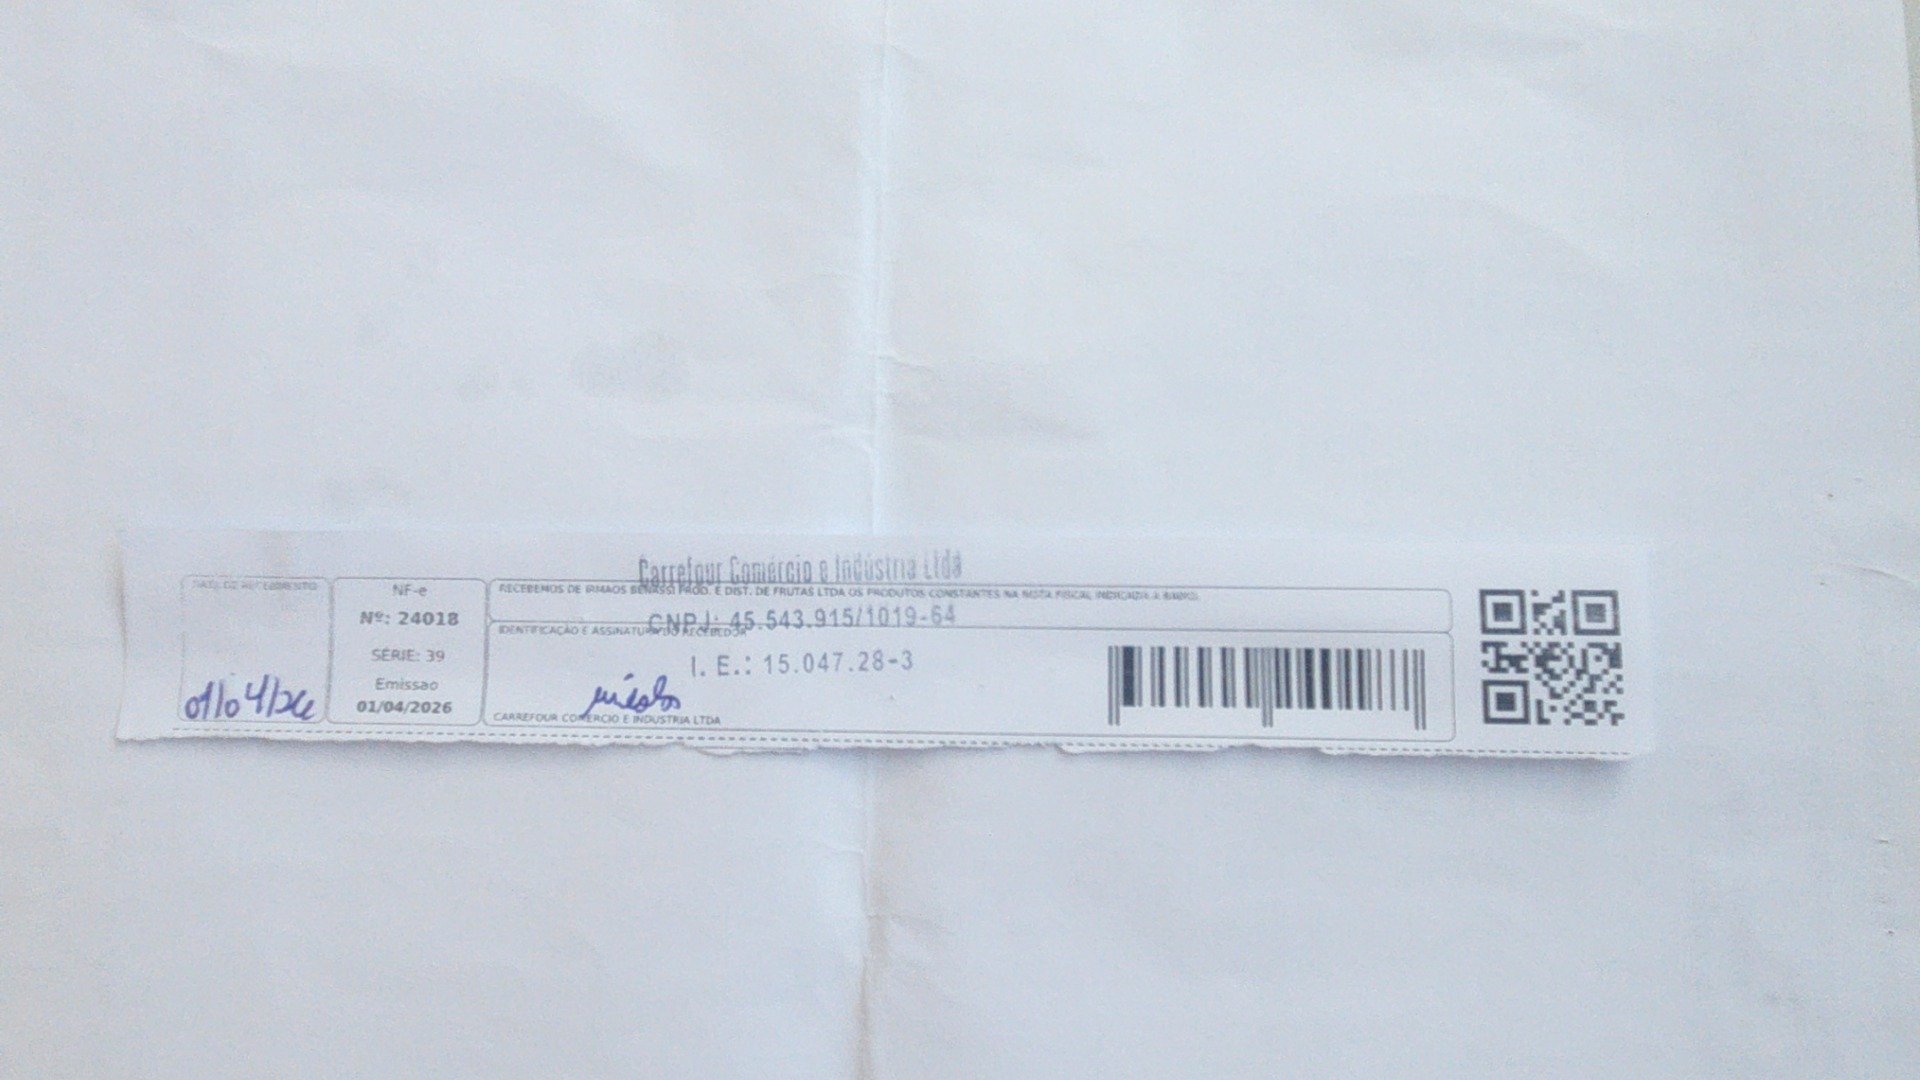 Carrefour Comércio e Indústria Ltda
DATA DE RECEBIMENTO
01/04/26
NF-e
Nº: 24018
SÉRIE: 39
Emissao
01/04/2026
RECEBEMOS DE IRMAOS BENASSI PROD. E DIST. DE FRUTAS LTDA OS PRODUTOS CONSTANTES NA NOTA FISCAL INDICADA A BAIXO.
CNPJ: 45.543.915/1019-64
IDENTIFICAÇÃO E ASSINATURA DO RECEBEDOR
I. E.: 15.047.28-3
CARREFOUR COMERCIO E INDUSTRIA LTDA